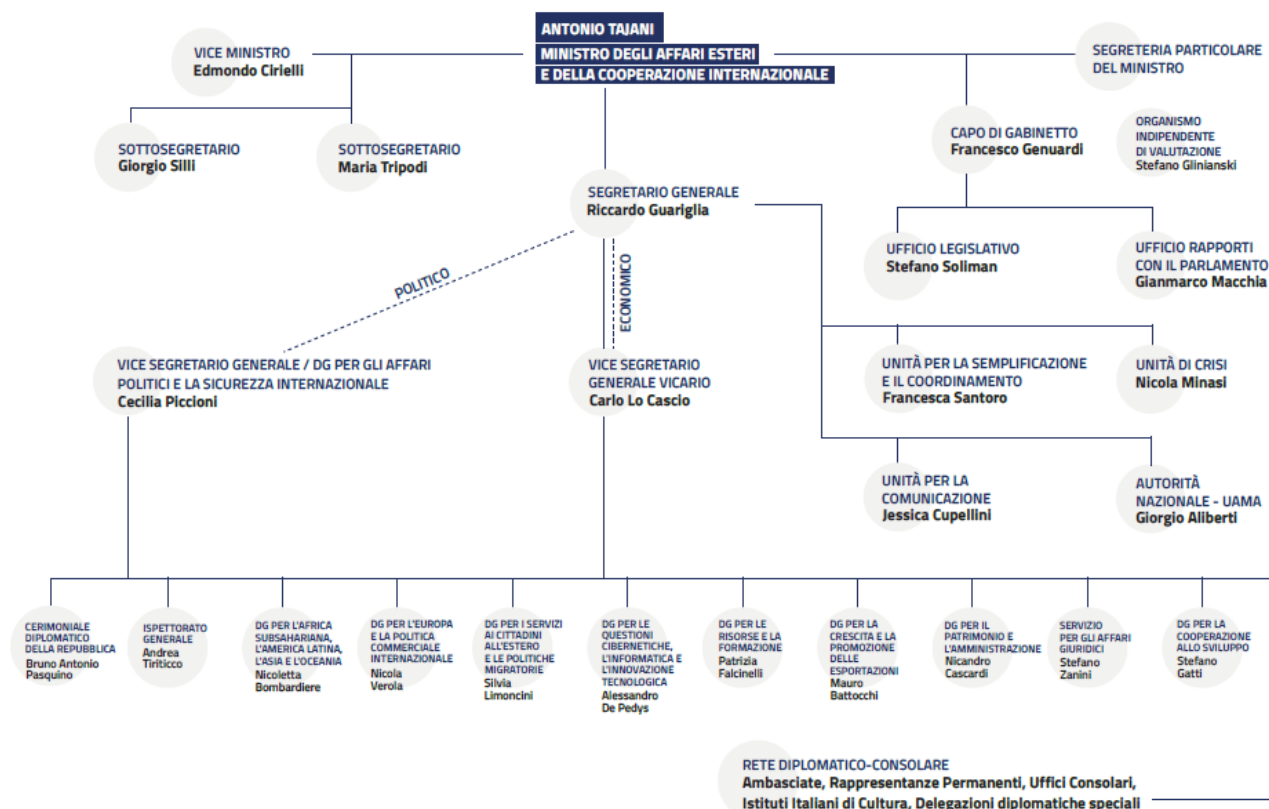 ANTONIO TAJANI
MINISTRO DEGLI AFFARI ESTERI
E DELLA COOPERAZIONE INTERNAZIONALE
VICE MINISTRO
Edmondo Cirielli
SEGRETERIA PARTICOLARE
DEL MINISTRO
SOTTOSEGRETARIO
Giorgio Silli
SOTTOSEGRETARIO
Maria Tripodi
CAPO DI GABINETTO
Francesco Genuardi
ORGANISMO
INDIPENDENTE
DI VALUTAZIONE
Stefano Glinianski
SEGRETARIO GENERALE
Riccardo Guariglia
UFFICIO LEGISLATIVO
Stefano Soliman
UFFICIO RAPPORTI
CON IL PARLAMENTO
Gianmarco Macchia
POLITICO
ECONOMICO
VICE SEGRETARIO GENERALE / DG PER GLI AFFARI
POLITICI E LA SICUREZZA INTERNAZIONALE
Cecilia Piccioni
VICE SEGRETARIO
GENERALE VICARIO
Carlo Lo Cascio
UNITÀ PER LA SEMPLIFICAZIONE
E IL COORDINAMENTO
Francesca Santoro
UNITÀ DI CRISI
Nicola Minasi
UNITÀ PER LA
COMUNICAZIONE
Jessica Cupellini
AUTORITÀ
NAZIONALE - UAMA
Giorgio Aliberti
CERIMONIALE
DIPLOMATICO
DELLA REPUBBLICA
Bruno Antonio
Pasquino
ISPETTORATO
GENERALE
Andrea
Tiriticco
DG PER L'AFRICA
SUBSAHARIANA,
L'AMERICA LATINA,
L'ASIA E L'OCEANIA
Nicoletta
Bombardiere
DG PER L'EUROPA
E LA POLITICA
COMMERCIALE
INTERNAZIONALE
Nicola
Verola
DG PER I SERVIZI
AI CITTADINI
ALL'ESTERO
E LE POLITICHE
MIGRATORIE
Silvia
Limoncini
DG PER LE
QUESTIONI
CIBERNETICHE,
L'INFORMATICA E
L'INNOVAZIONE
TECNOLOGICA
Alessandro
De Pedys
DG PER LE
RISORSE E LA
FORMAZIONE
Patrizia
Falcinelli
DG PER LA
CRESCITA E LA
PROMOZIONE
DELLE
ESPORTAZIONI
Mauro
Battocchi
DG PER IL
PATRIMONIO E
L'AMMINISTRAZIONE
Nicandro
Cascardi
SERVIZIO
PER GLI AFFARI
GIURIDICI
Stefano
Zanini
DG PER LA
COOPERAZIONE
ALLO SVILUPPO
Stefano
Gatti
RETE DIPLOMATICO-CONSOLARE
Ambasciate, Rappresentanze Permanenti, Uffici Consolari,
Istituti Italiani di Cultura, Delegazioni diplomatiche speciali